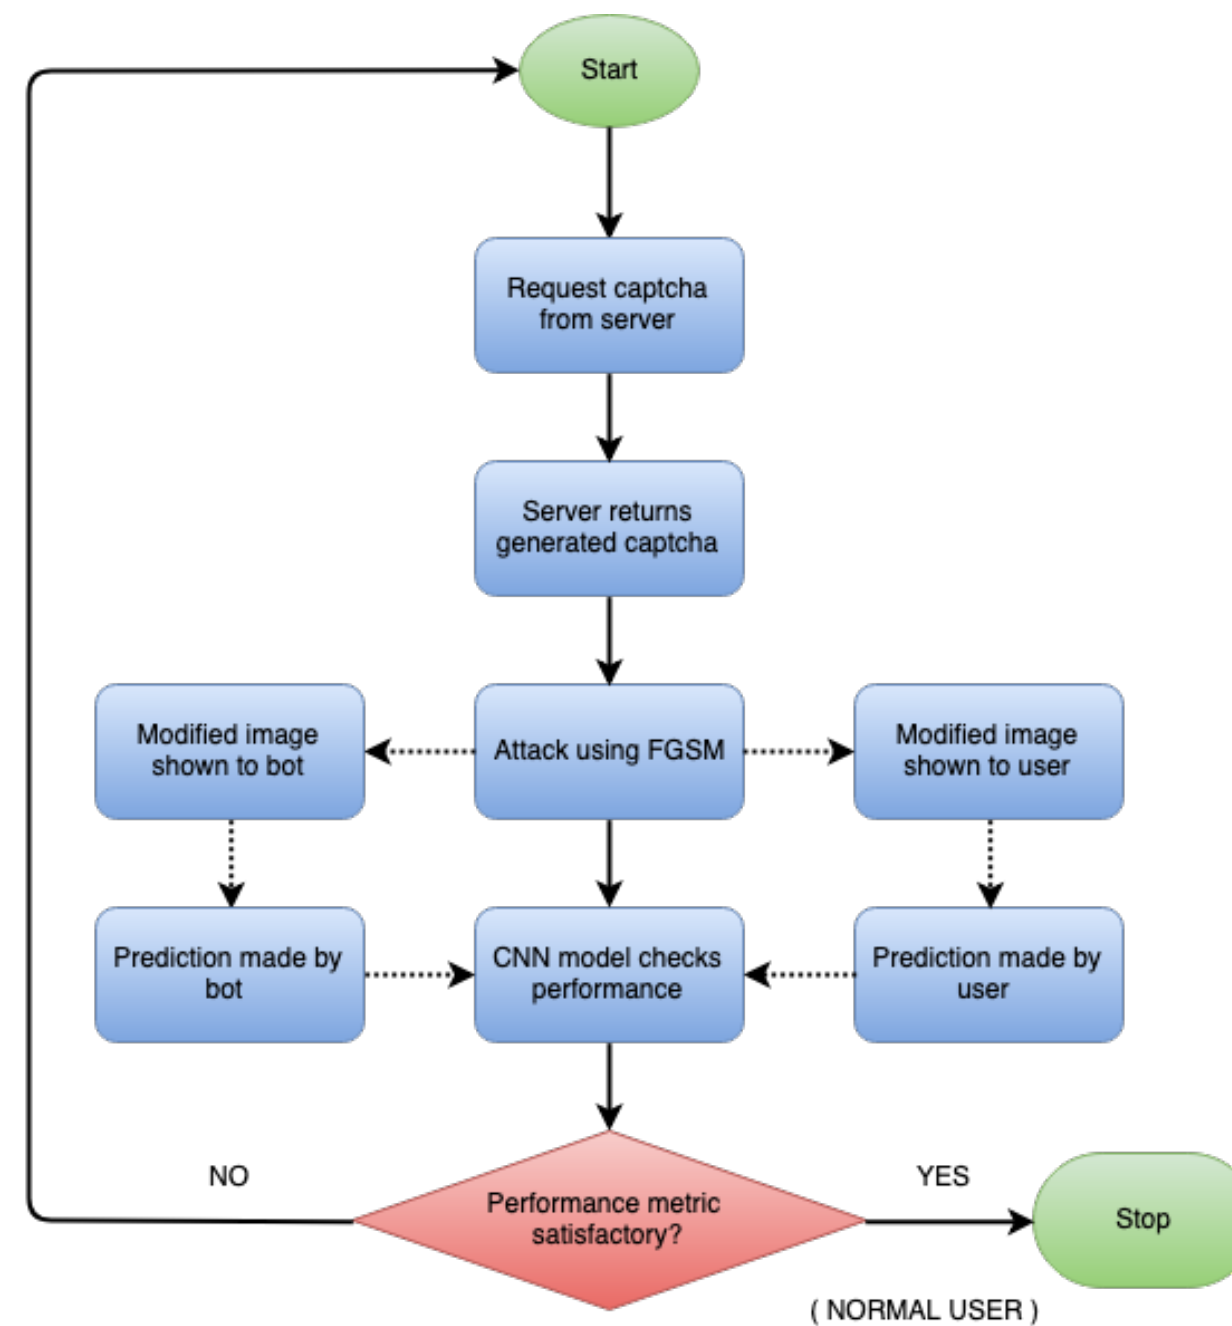 Start
Request captcha
from server
Server returns
generated captcha
Modified image
shown to bot
Attack using FGSM
Modified image
shown to user
Prediction made by
bot
CNN model checks
performance
Prediction made by
user
NO
Performance metric
satisfactory?
YES
Stop
( NORMAL USER )